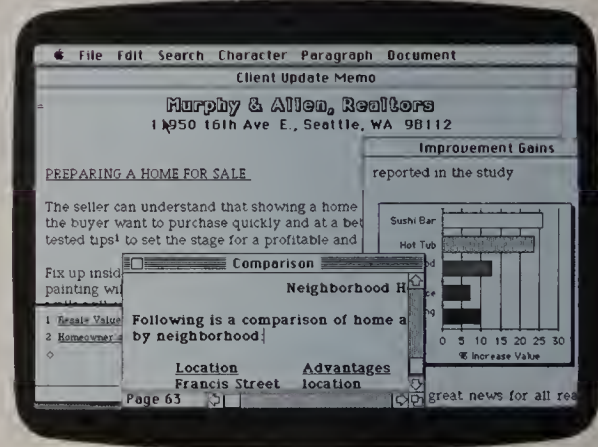 File Edit Search Character Paragraph Document
Client Update Memo
Murphy & Allen, Realtors
1950 16th Ave E., Seattle, WA 98112
Improvement Gains
PREPARING A HOME FOR SALE
reported in the study
The seller can understand that showing a home
the buyer want to purchase quickly and at a bet
tested tips¹ to set the stage for a profitable and
Sushi Bar
Hot Tub
0 5 10 15 20 25 30
% Increase Value
Fix up insid
painting wi
1 Resale Value
2 Homeowner
Comparison
Neighborhood H
Following is a comparison of home a
by neighborhood:
Location Advantages
Francis Street location
Page 63
great news for all rea